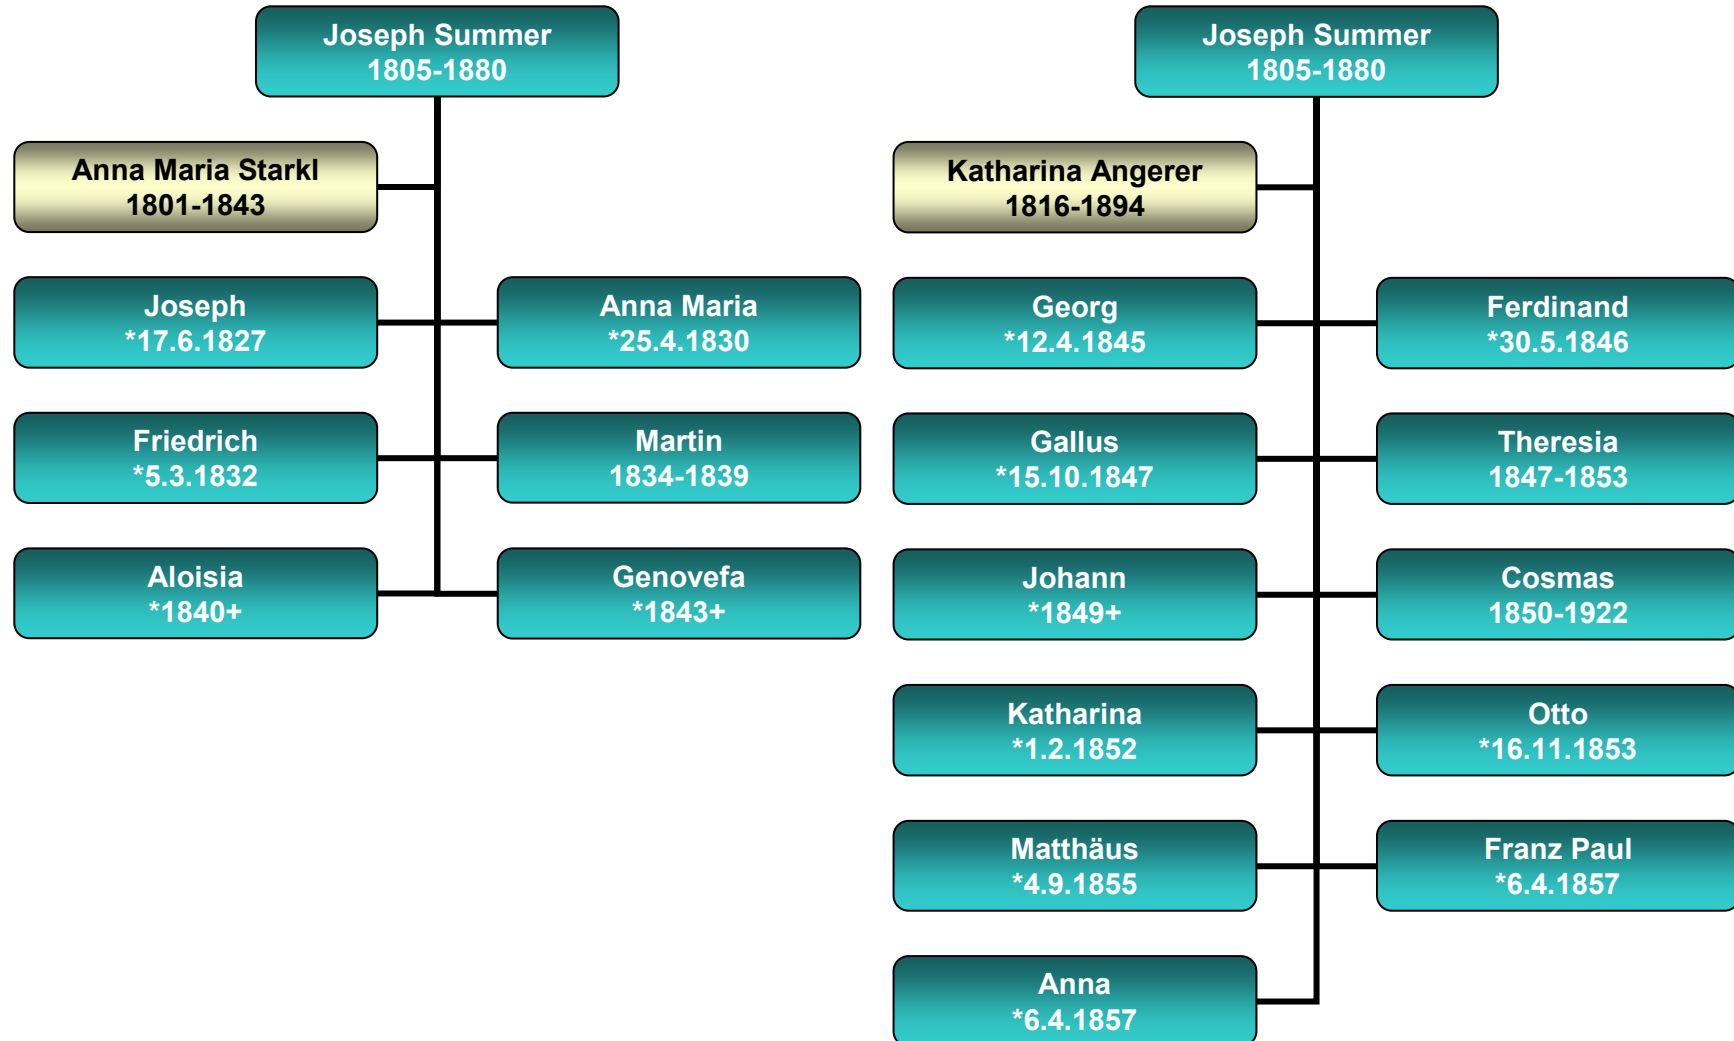 Joseph Summer
1805-1880
Anna Maria Starkl
1801-1843
Joseph
*17.6.1827
Anna Maria
*25.4.1830
Friedrich
*5.3.1832
Martin
1834-1839
Aloisia
*1840+
Genovefa
*1843+
Joseph Summer
1805-1880
Katharina Angerer
1816-1894
Georg
*12.4.1845
Ferdinand
*30.5.1846
Gallus
*15.10.1847
Theresia
1847-1853
Johann
*1849+
Cosmas
1850-1922
Katharina
*1.2.1852
Otto
*16.11.1853
Matthäus
*4.9.1855
Franz Paul
*6.4.1857
Anna
*6.4.1857